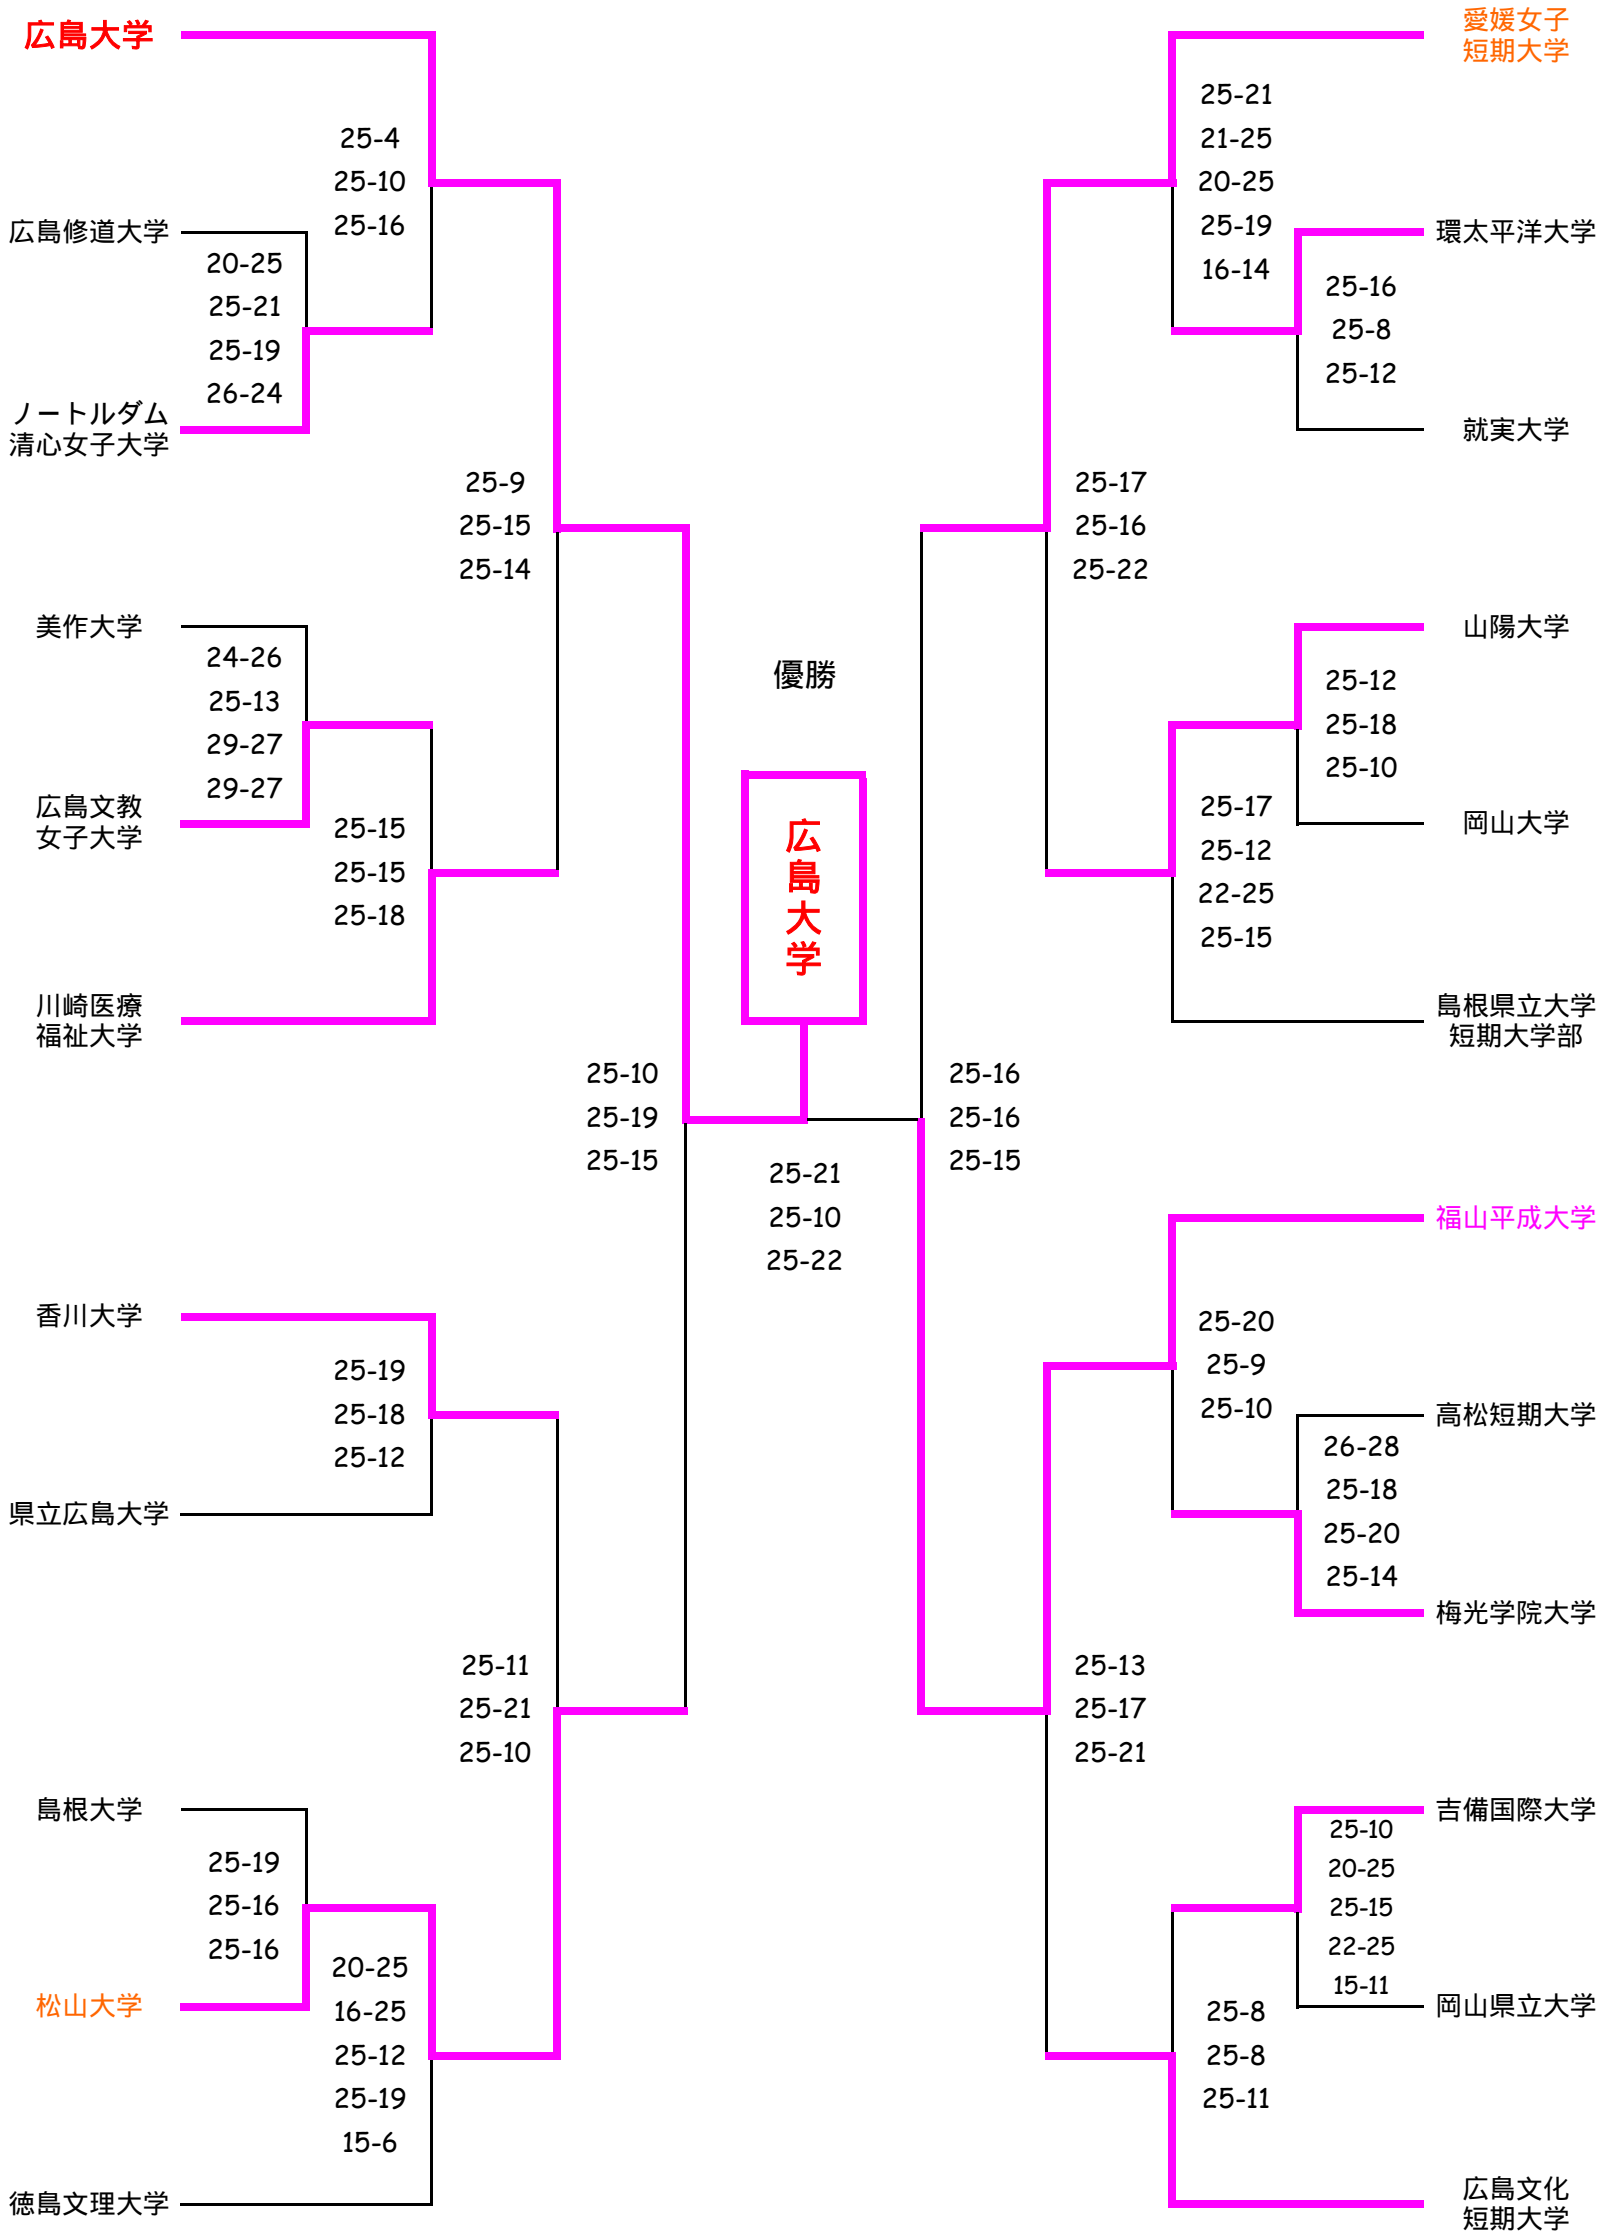 広島大学
25-4
25-10
25-16
広島修道大学
20-25
25-21
25-19
26-24
ノートルダム
清心女子大学
25-9
25-15
25-14
美作大学
24-26
25-13
29-27
29-27
広島文教
女子大学
25-15
25-15
25-18
川崎医療
福祉大学
25-10
25-19
25-15
香川大学
25-19
25-18
25-12
県立広島大学
25-11
25-21
25-10
島根大学
25-19
25-16
25-16
松山大学
20-25
16-25
25-12
25-19
15-6
徳島文理大学
優勝
広島大学
25-21
25-10
25-22
愛媛女子
短期大学
25-21
21-25
20-25
25-19
16-14
環太平洋大学
25-16
25-8
25-12
就実大学
25-17
25-16
25-22
山陽大学
25-12
25-18
25-10
岡山大学
25-17
25-12
22-25
25-15
島根県立大学
短期大学部
25-16
25-16
25-15
福山平成大学
25-20
25-9
25-10
高松短期大学
26-28
25-18
25-20
25-14
梅光学院大学
25-13
25-17
25-21
吉備国際大学
25-10
20-25
25-15
22-25
15-11
岡山県立大学
25-8
25-8
25-11
広島文化
短期大学